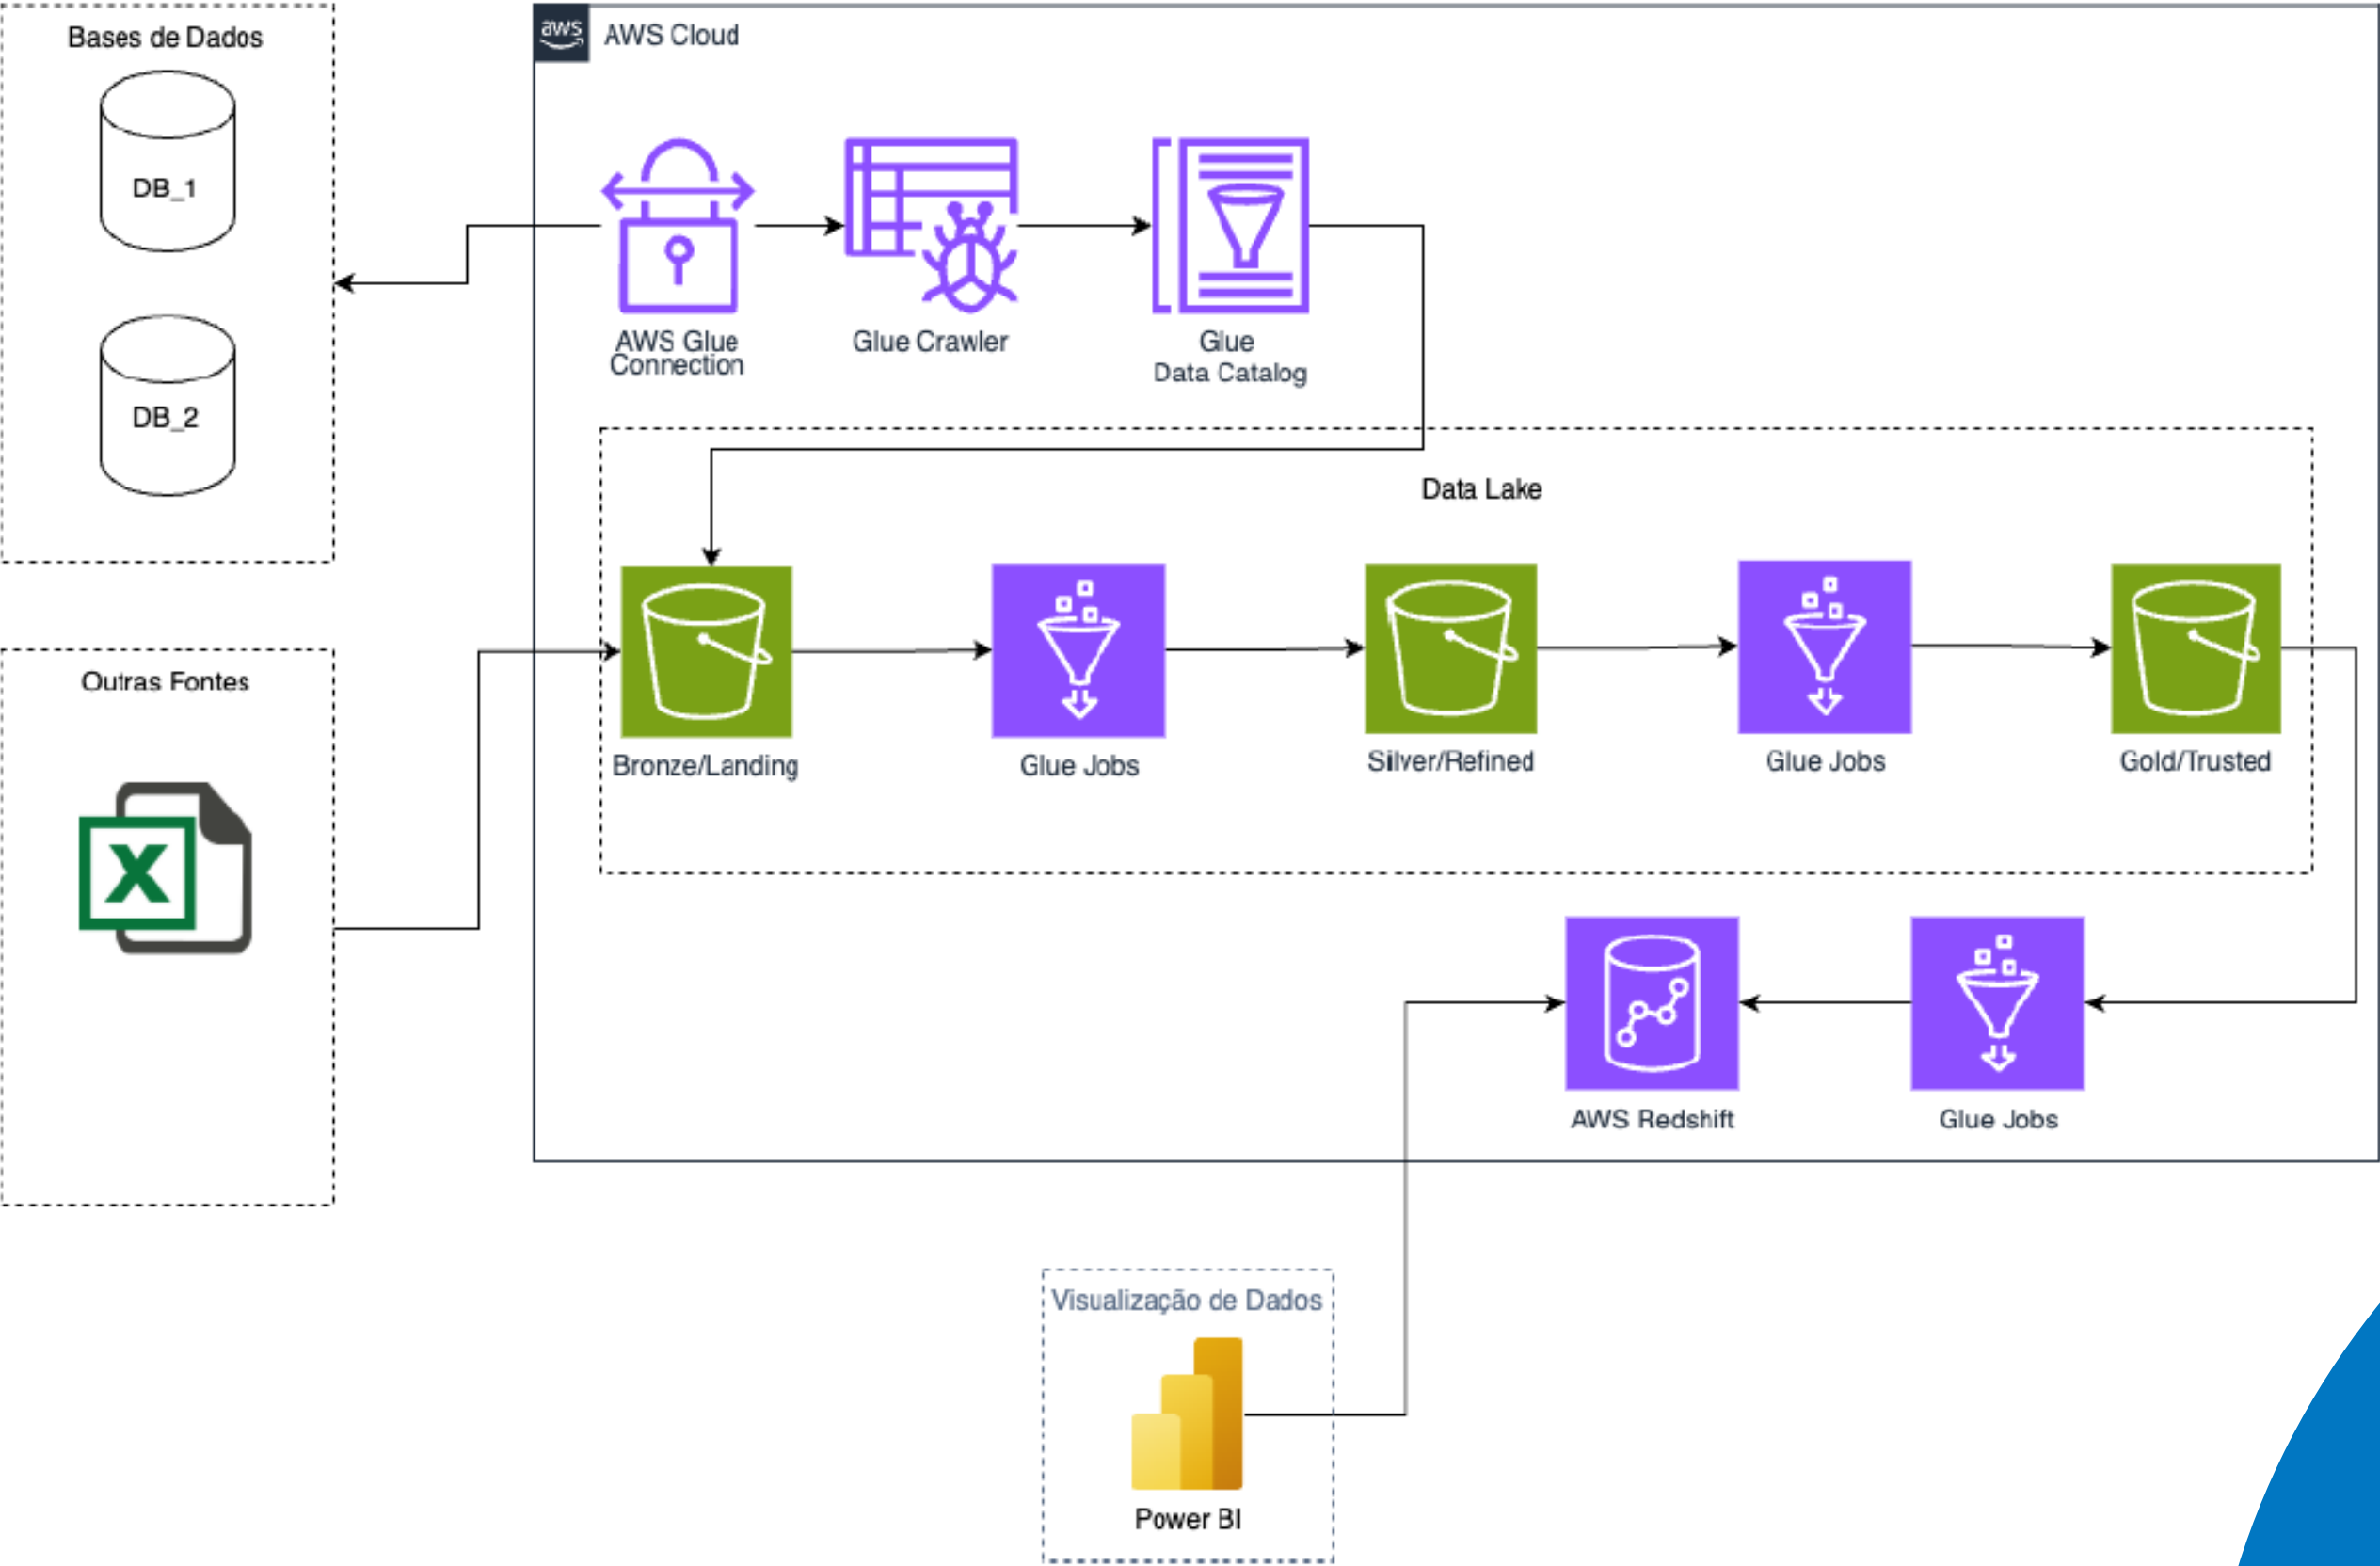 Bases de Dados
DB_1
DB_2
aws
AWS Cloud
AWS Glue
Connection
Glue Crawler
Glue
Data Catalog
Data Lake
Outras Fontes
X
Bronze/Landing
Glue Jobs
Silver/Refined
Glue Jobs
Gold/Trusted
AWS Redshift
Glue Jobs
Visualização de Dados
Power BI